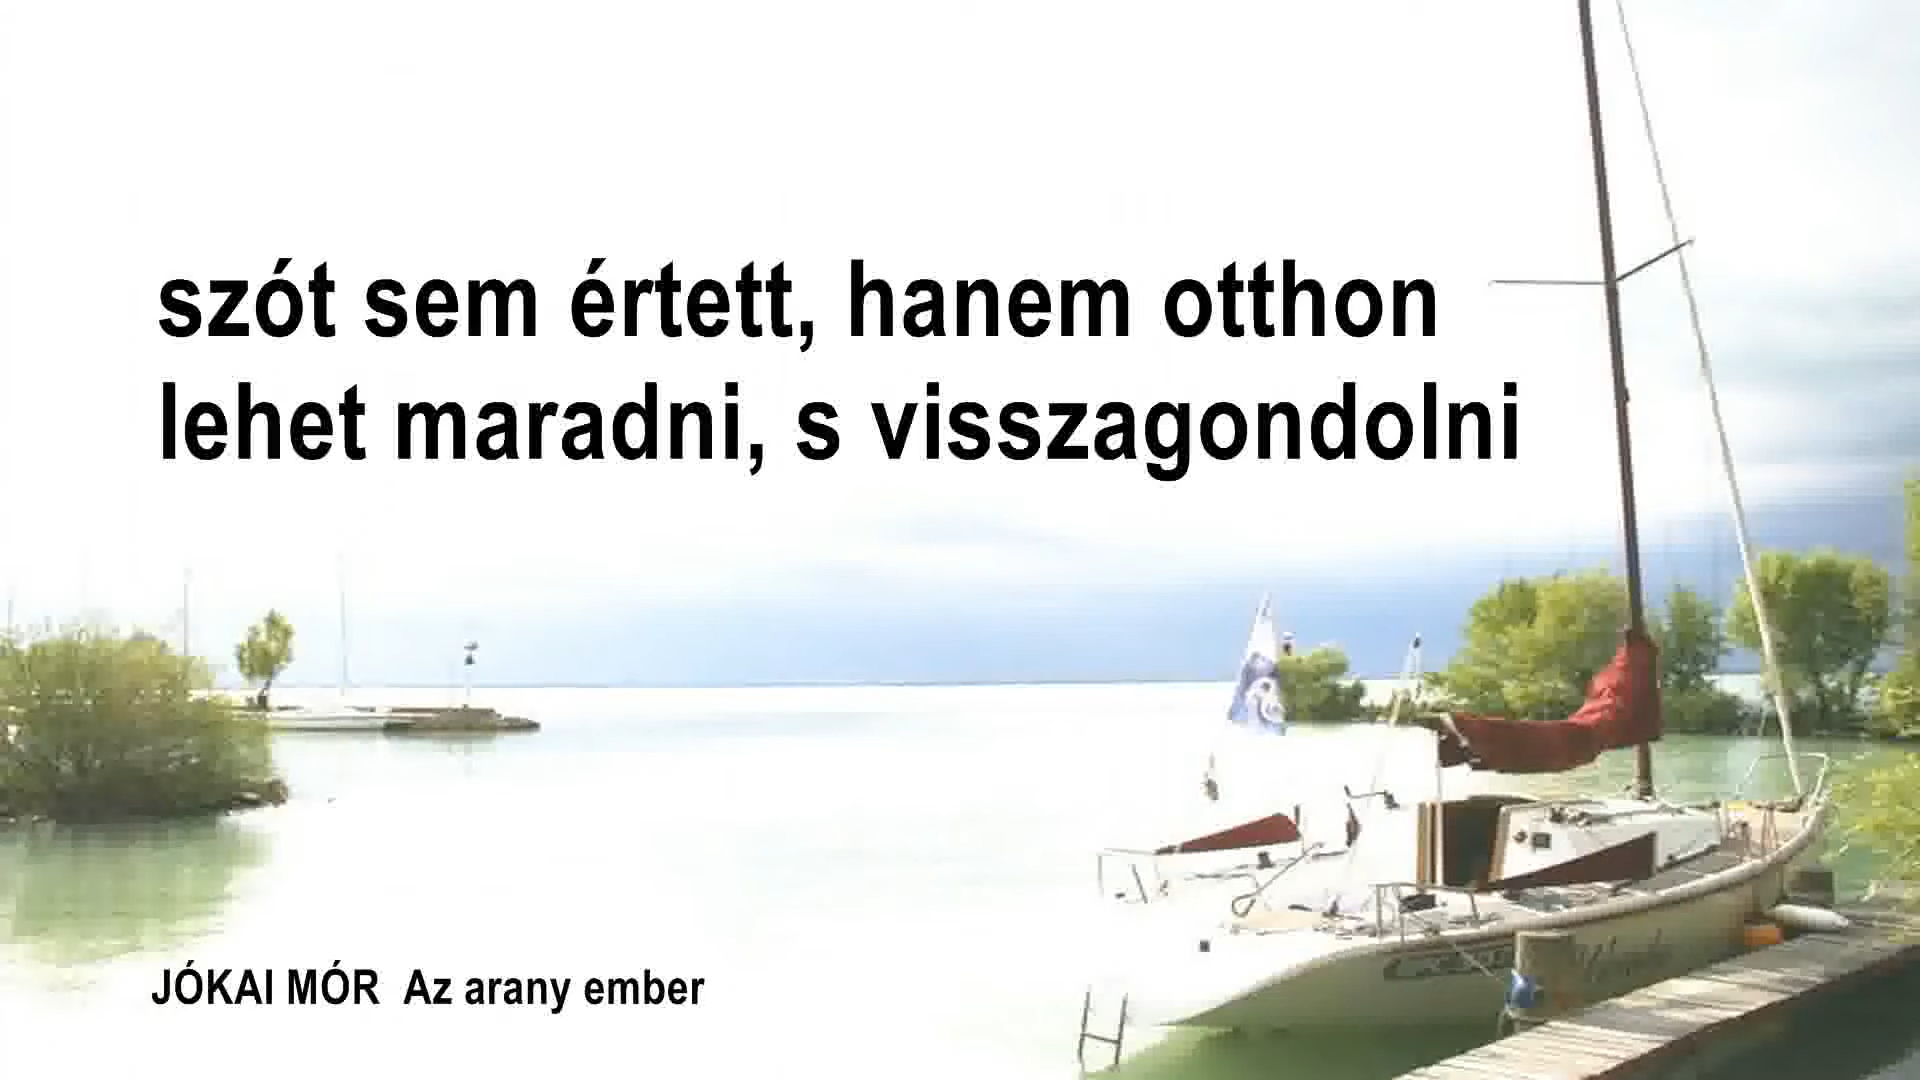 szót sem értett, hanem otthon
lehet maradni, s visszagondolni
JÓKAI MÓR Az arany ember